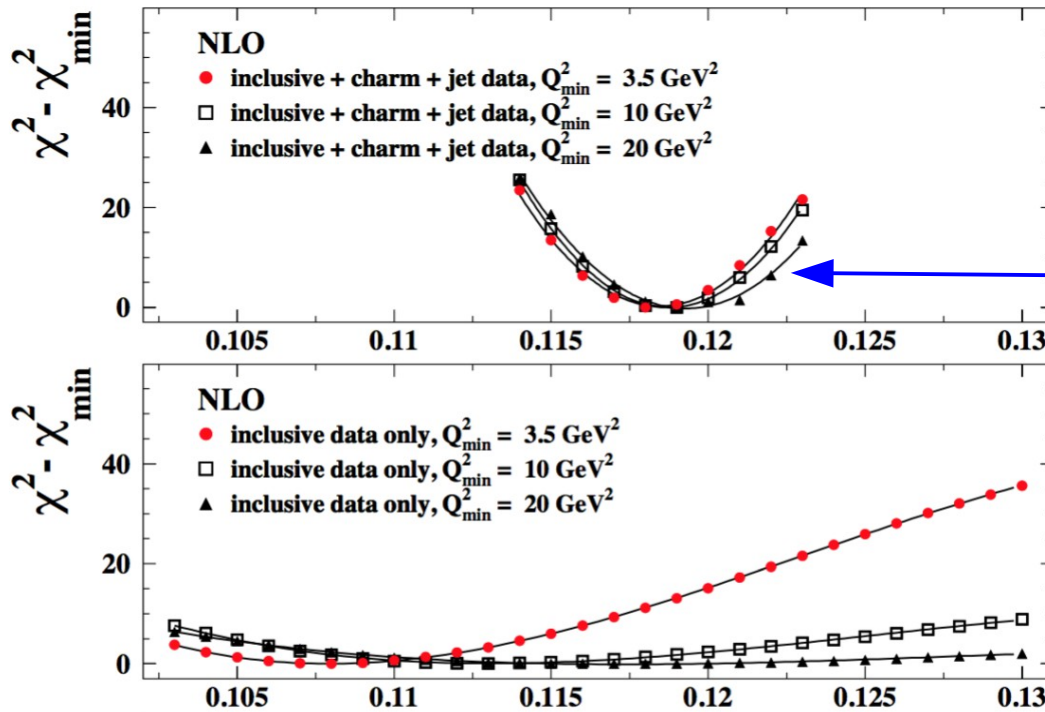 χ² - χ²min
NLO
inclusive + charm + jet data, Q²min = 3.5 GeV²
inclusive + charm + jet data, Q²min = 10 GeV²
inclusive + charm + jet data, Q²min = 20 GeV²
40
20
0
0.105 0.11 0.115 0.12 0.125 0.13
χ² - χ²min
NLO
inclusive data only, Q²min = 3.5 GeV²
inclusive data only, Q²min = 10 GeV²
inclusive data only, Q²min = 20 GeV²
40
20
0
0.105 0.11 0.115 0.12 0.125 0.13